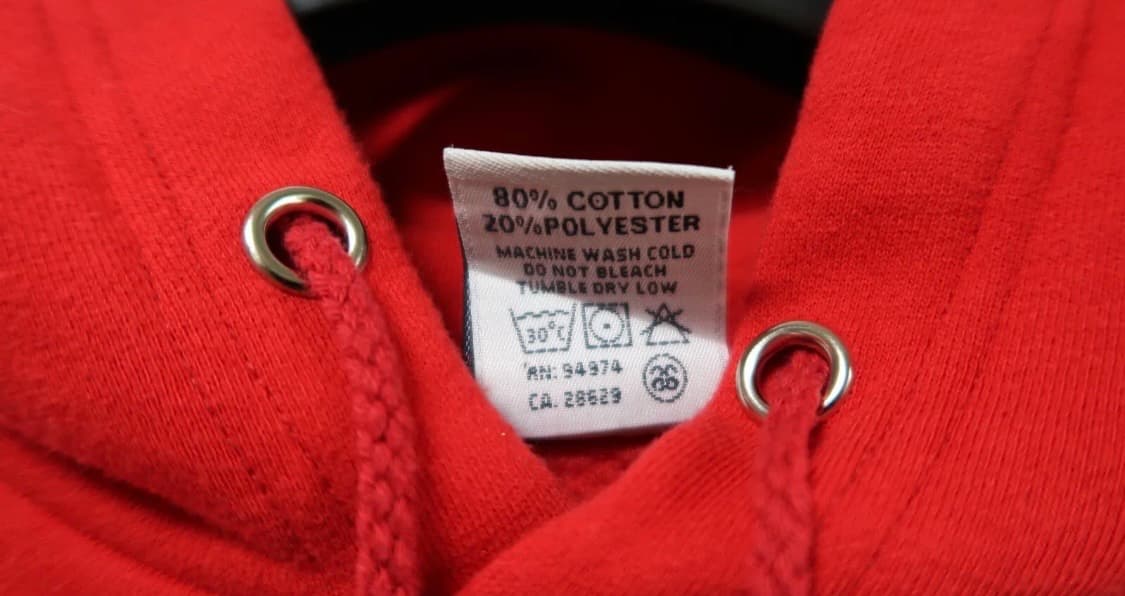 80% COTTON
20%POLYESTER
MACHINE WASH COLD
DO NOT BLEACH
TUMBLE DRY LOW
30°C
RN: 94974
CA. 28629